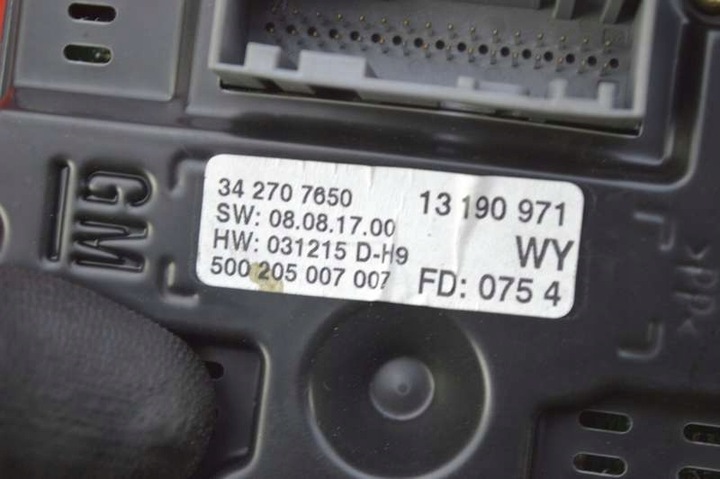 34 270 7650 13 190 971
SW: 08.08.17.00
HW: 031215 D-H9 WY
500 205 007 007 FD: 075 4
GM
>PP<